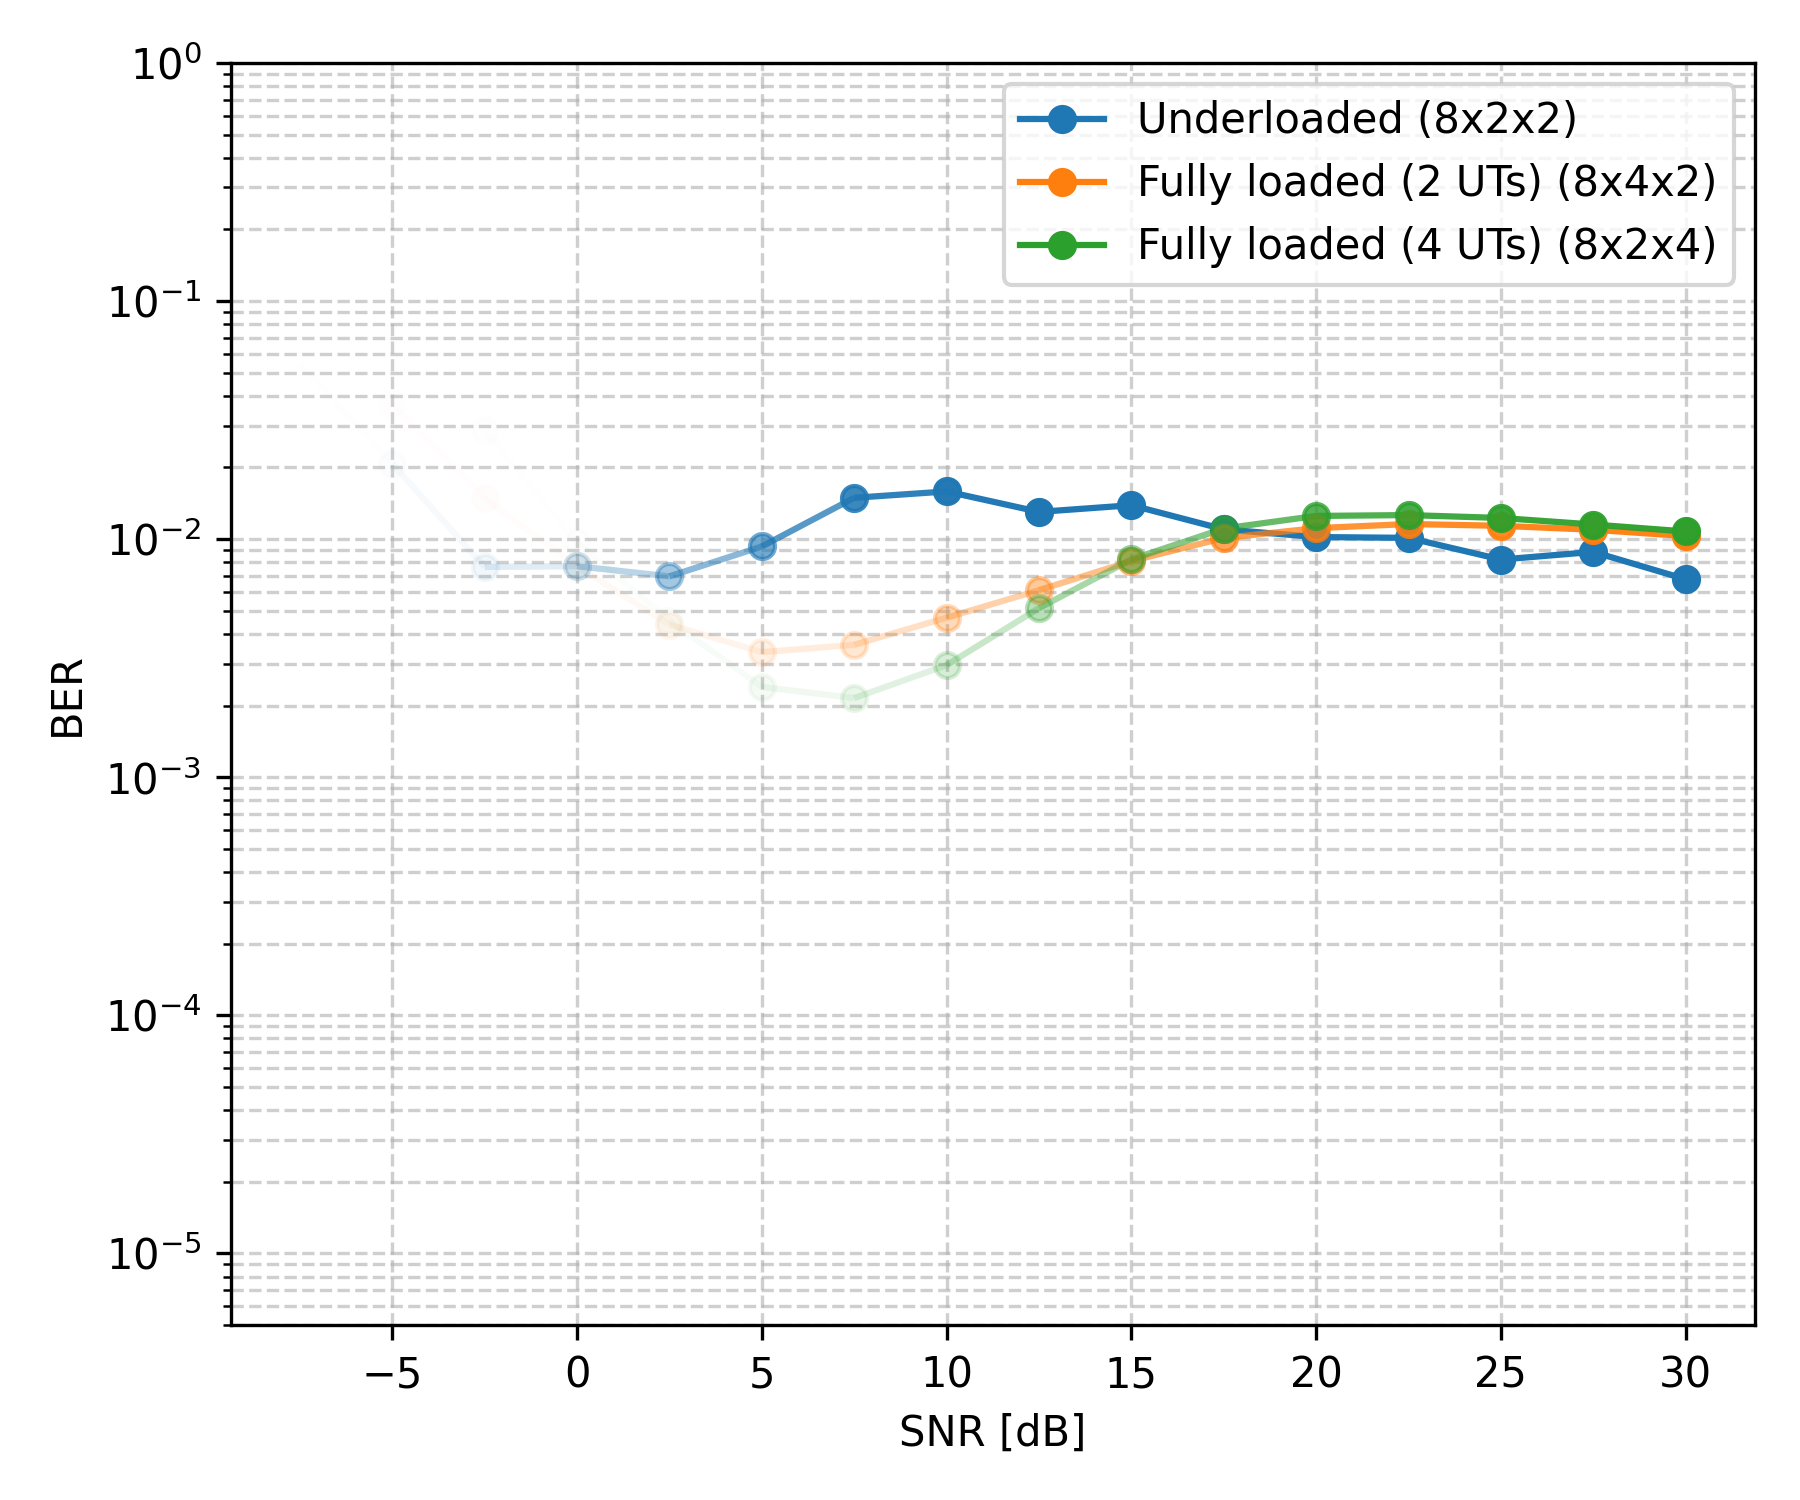 10^0
10^-1
10^-2
10^-3
10^-4
10^-5
BER
Underloaded (8x2x2)
Fully loaded (2 UTs) (8x4x2)
Fully loaded (4 UTs) (8x2x4)
−5 0 5 10 15 20 25 30
SNR [dB]